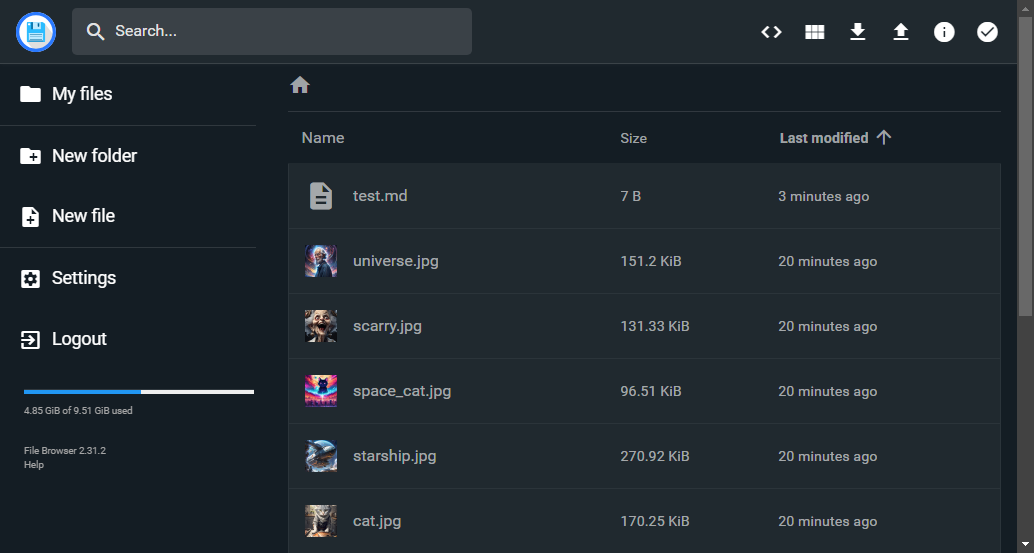 Search...
My files
New folder
New file
Settings
Logout
4.85 GiB of 9.51 GiB used
File Browser 2.31.2
Help
Name Size Last modified
test.md 7 B 3 minutes ago
universe.jpg 151.2 KiB 20 minutes ago
scarry.jpg 131.33 KiB 20 minutes ago
space_cat.jpg 96.51 KiB 20 minutes ago
starship.jpg 270.92 KiB 20 minutes ago
cat.jpg 170.25 KiB 20 minutes ago